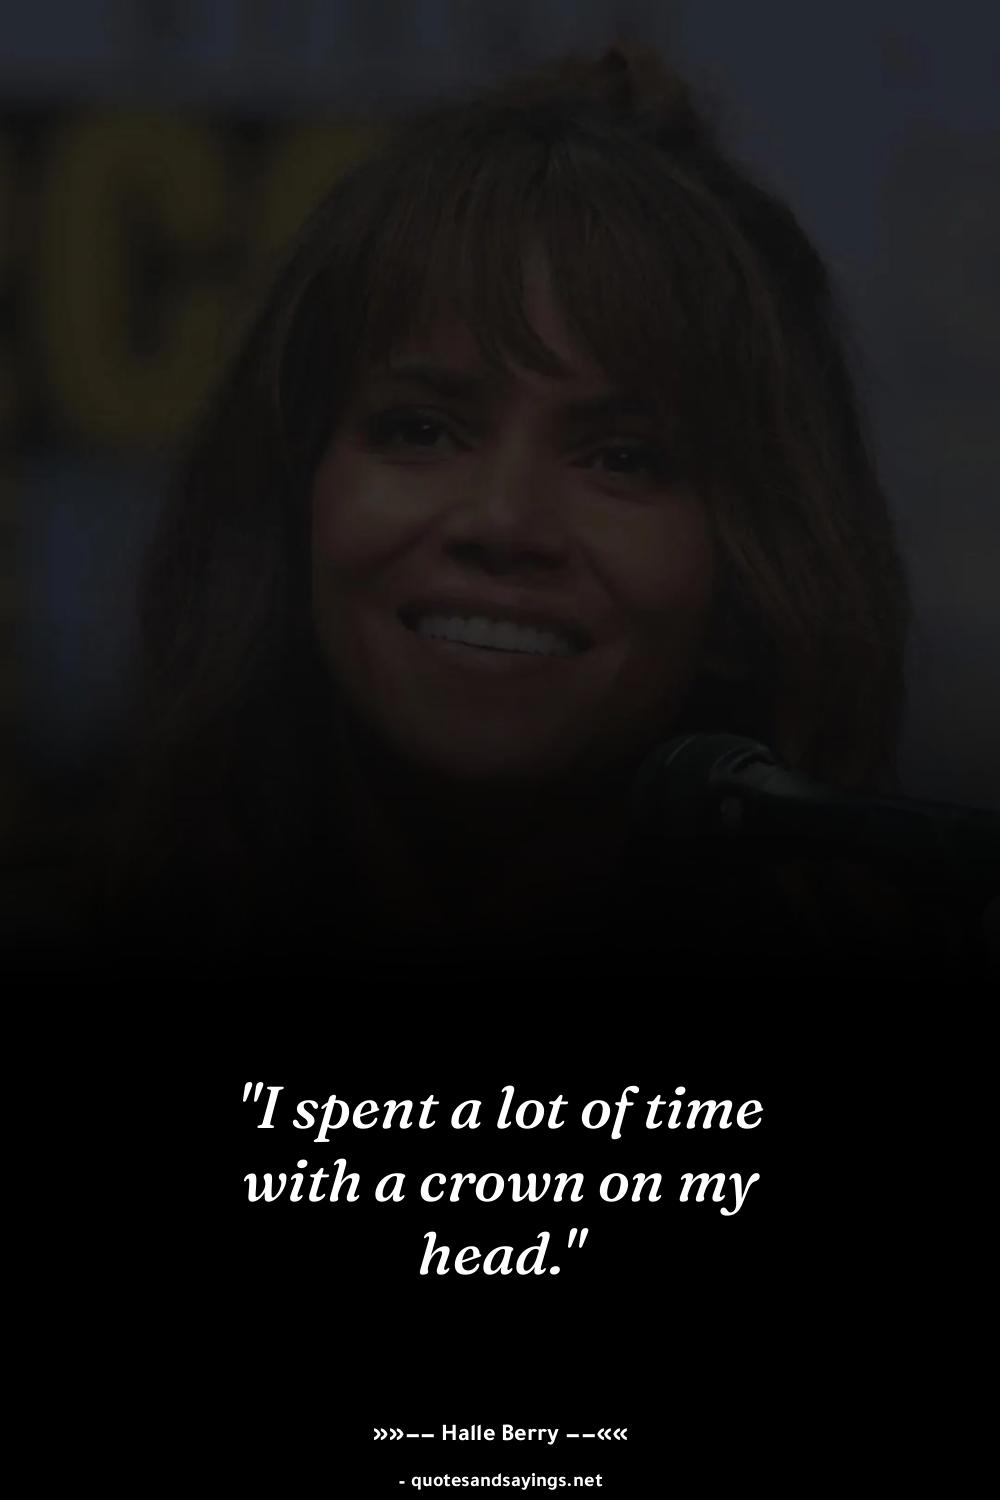 "I spent a lot of time
with a crown on my
head."
»»–– Halle Berry ––««
- quotesandsayings.net